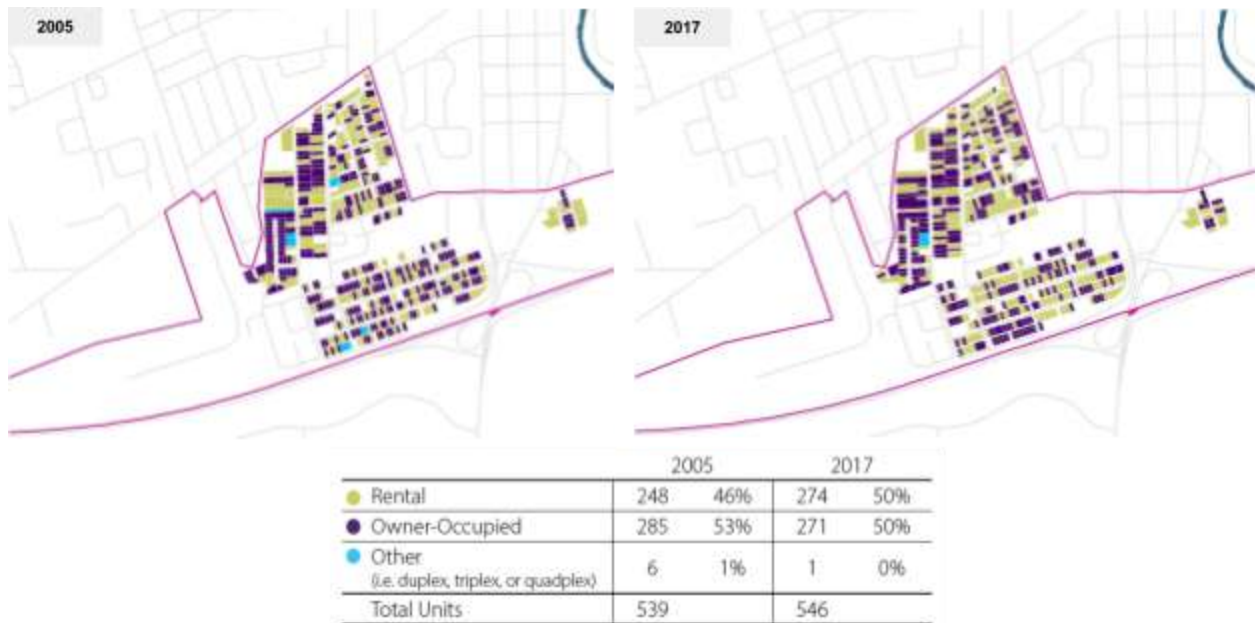 2005
2017
2005 2017
Rental 248 46% 274 50%
Owner-Occupied 285 53% 271 50%
Other 6 1% 1 0%
(i.e. duplex, triplex, or quadplex)
Total Units 539 546